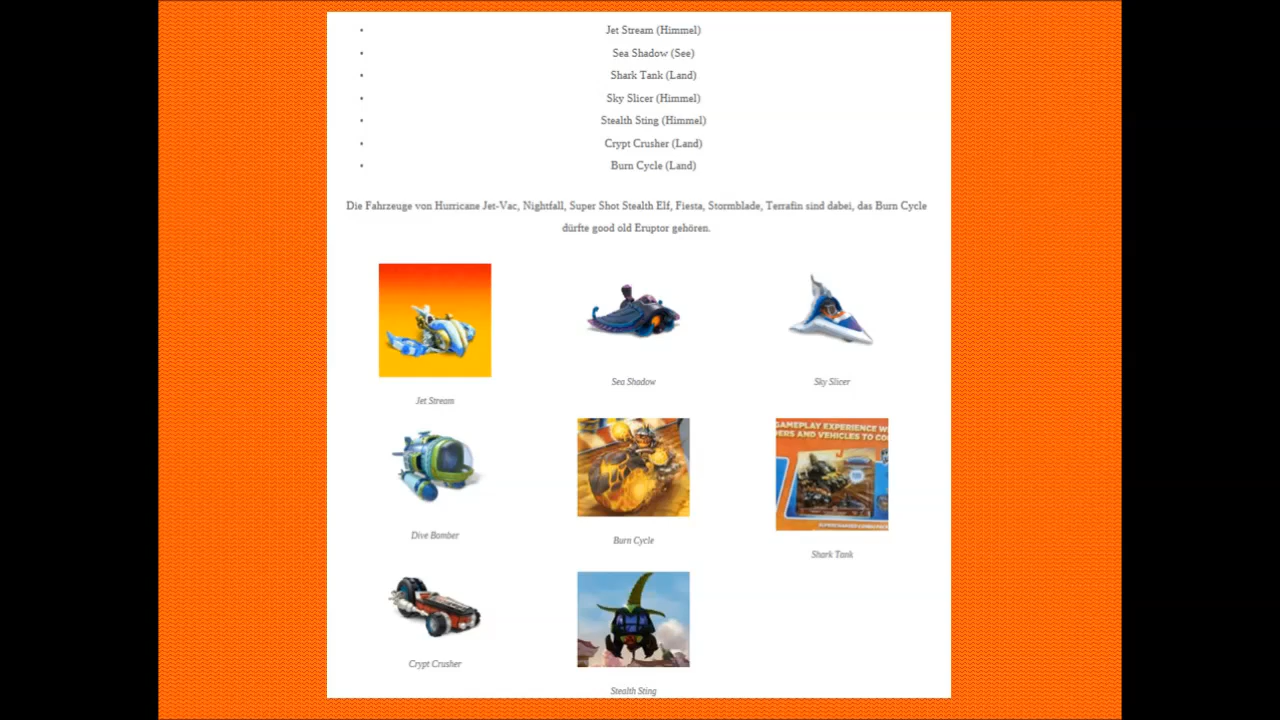 • Jet Stream (Himmel)
• Sea Shadow (See)
• Shark Tank (Land)
• Sky Slicer (Himmel)
• Stealth Sting (Himmel)
• Crypt Crusher (Land)
• Burn Cycle (Land)
Die Fahrzeuge von Hurricane Jet-Vac, Nightfall, Super Shot Stealth Elf, Fiesta, Stormblade, Terrafin sind dabei, das Burn Cycle
dürfte good old Eruptor gehören.
Jet Stream
Sea Shadow
Sky Slicer
Dive Bomber
Burn Cycle
GAMEPLAY EXPERIENCE W
AND VEHICLES TO
Shark Tank
Crypt Crusher
Stealth Sting